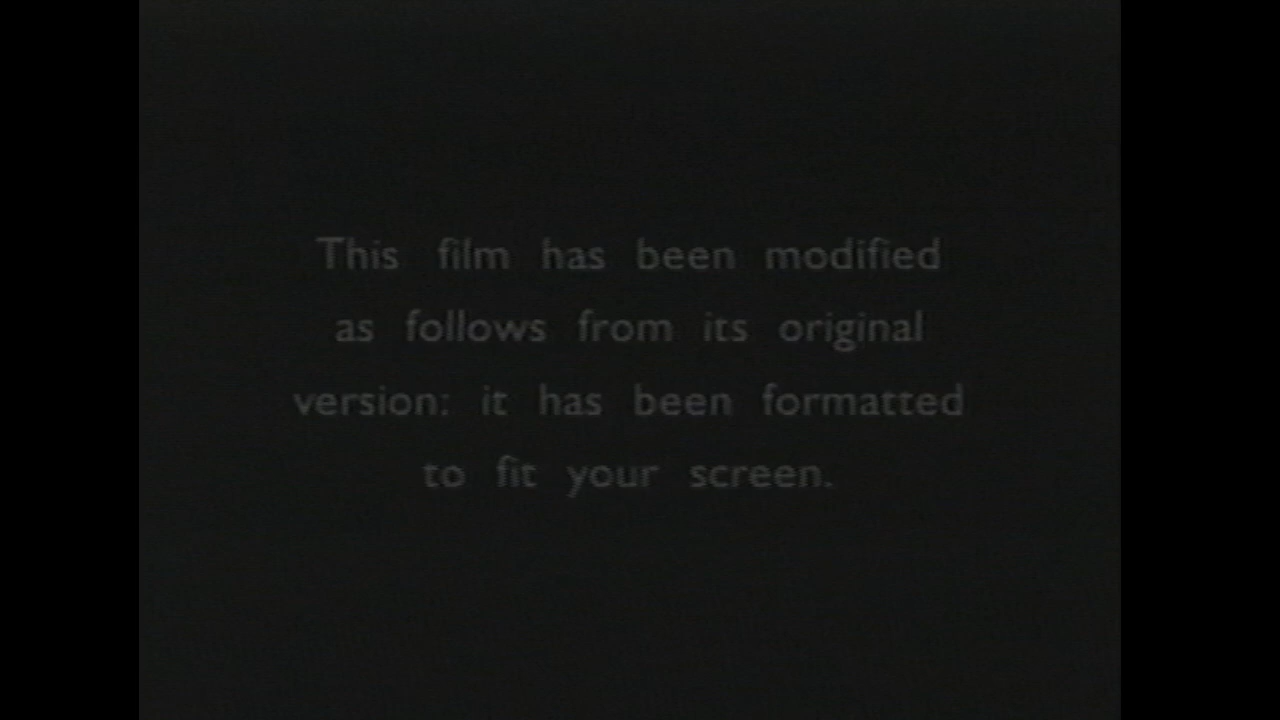 This film has been modified
as follows from its original
version: it has been formatted
to fit your screen.